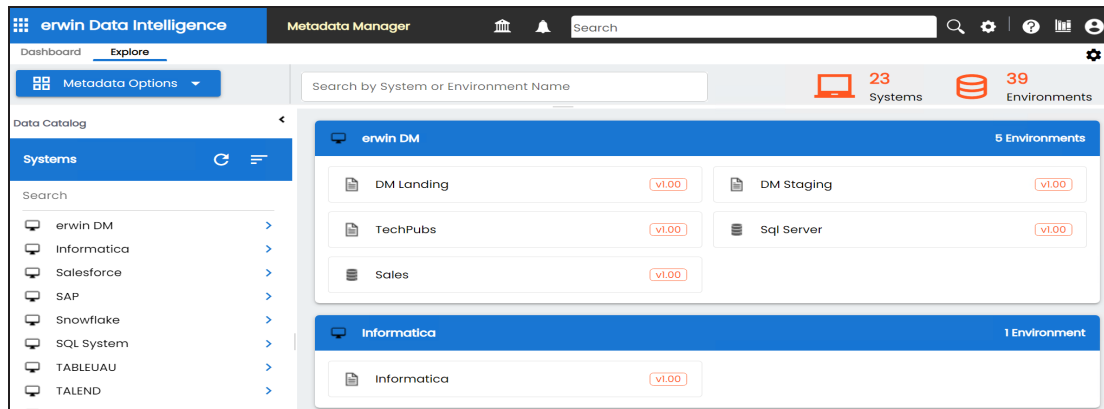 erwin Data Intelligence
Metadata Manager
Search
Dashboard
Explore
Metadata Options
Search by System or Environment Name
23
Systems
39
Environments
Data Catalog
Systems
Search
erwin DM
Informatica
Salesforce
SAP
Snowflake
SQL System
TABLEUAU
TALEND
erwin DM
5 Environments
DM Landing
v1.00
DM Staging
v1.00
TechPubs
v1.00
Sql Server
v1.00
Sales
v1.00
Informatica
1 Environment
Informatica
v1.00